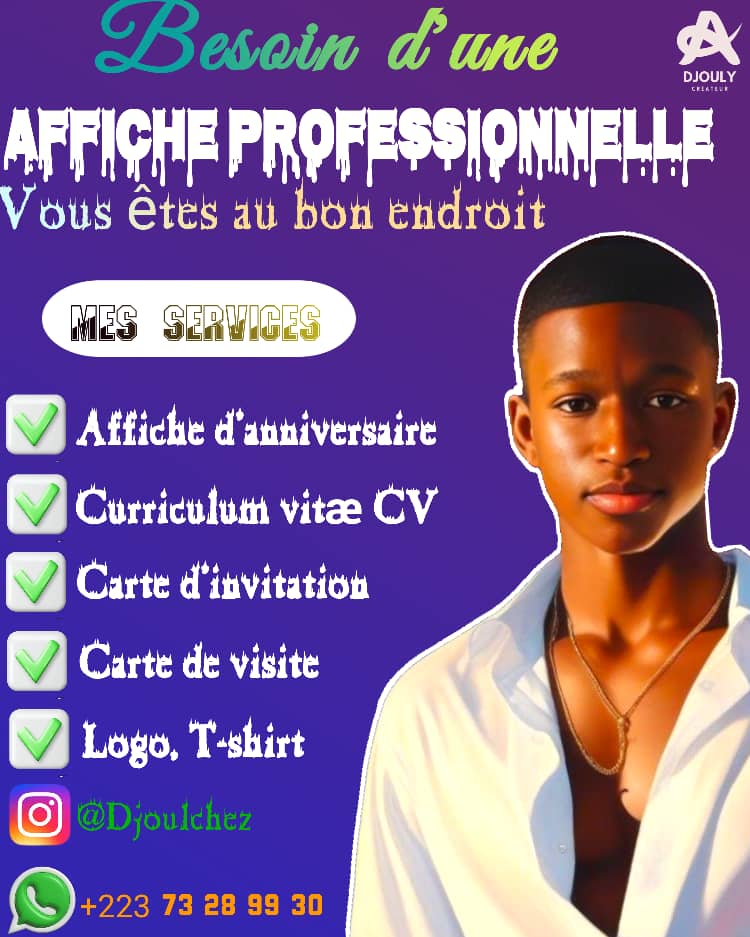 Besoin d'une
DJOULY
CRÉATEUR
AFFICHE PROFESSIONNELLE
Vous êtes au bon endroit
MES SERVICES
Affiche d'anniversaire
Curriculum vitæ CV
Carte d'invitation
Carte de visite
Logo, T-shirt
@Djoulchez
+223 73 28 99 30